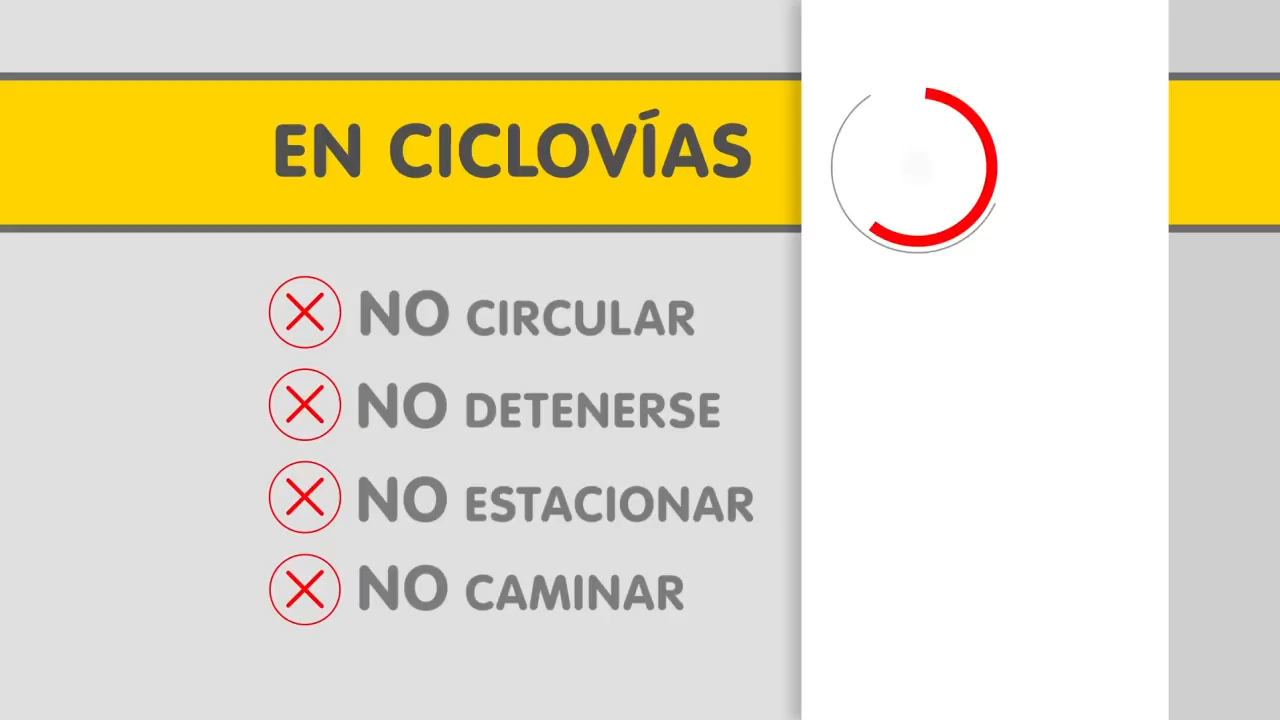 EN CICLOVÍAS
NO CIRCULAR
NO DETENERSE
NO ESTACIONAR
NO CAMINAR